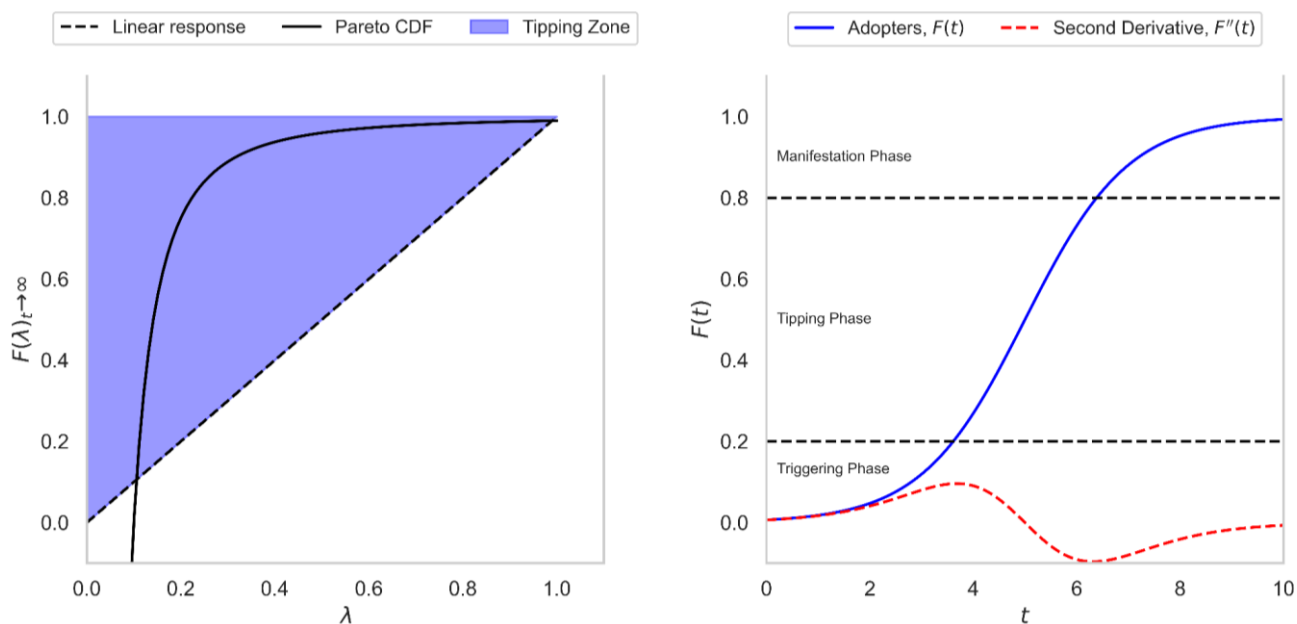 Linear response Pareto CDF Tipping Zone
1.0
0.8
0.6
0.4
0.2
0.0
F(λ)t→∞
0.0 0.2 0.4 0.6 0.8 1.0
λ
Adopters, F(t) Second Derivative, F″(t)
1.0
0.8
0.6
0.4
0.2
0.0
F(t)
Manifestation Phase
Tipping Phase
Triggering Phase
0 2 4 6 8 10
t